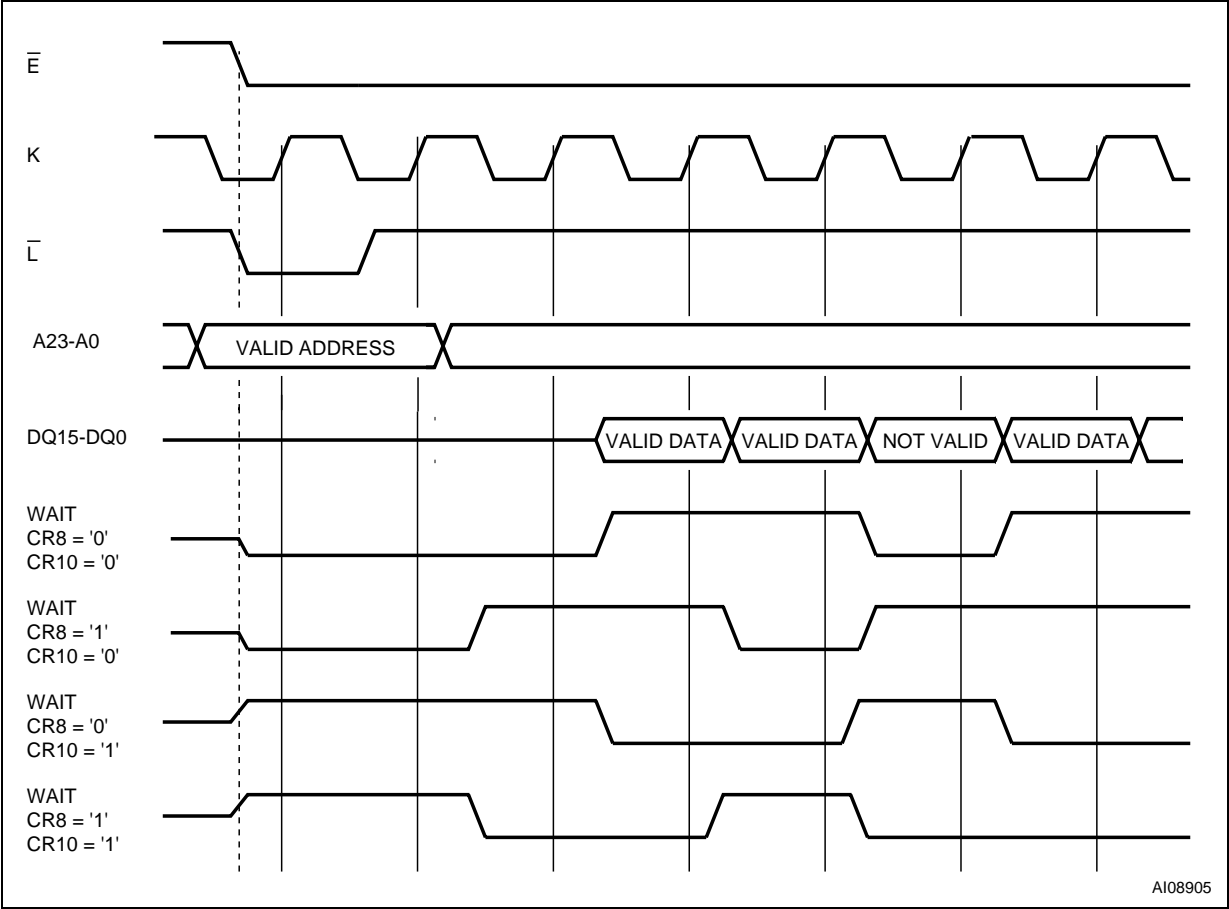 E
K
L
A23-A0
VALID ADDRESS
DQ15-DQ0
VALID DATA VALID DATA NOT VALID VALID DATA
WAIT
CR8 = '0'
CR10 = '0'
WAIT
CR8 = '1'
CR10 = '0'
WAIT
CR8 = '0'
CR10 = '1'
WAIT
CR8 = '1'
CR10 = '1'
AI08905